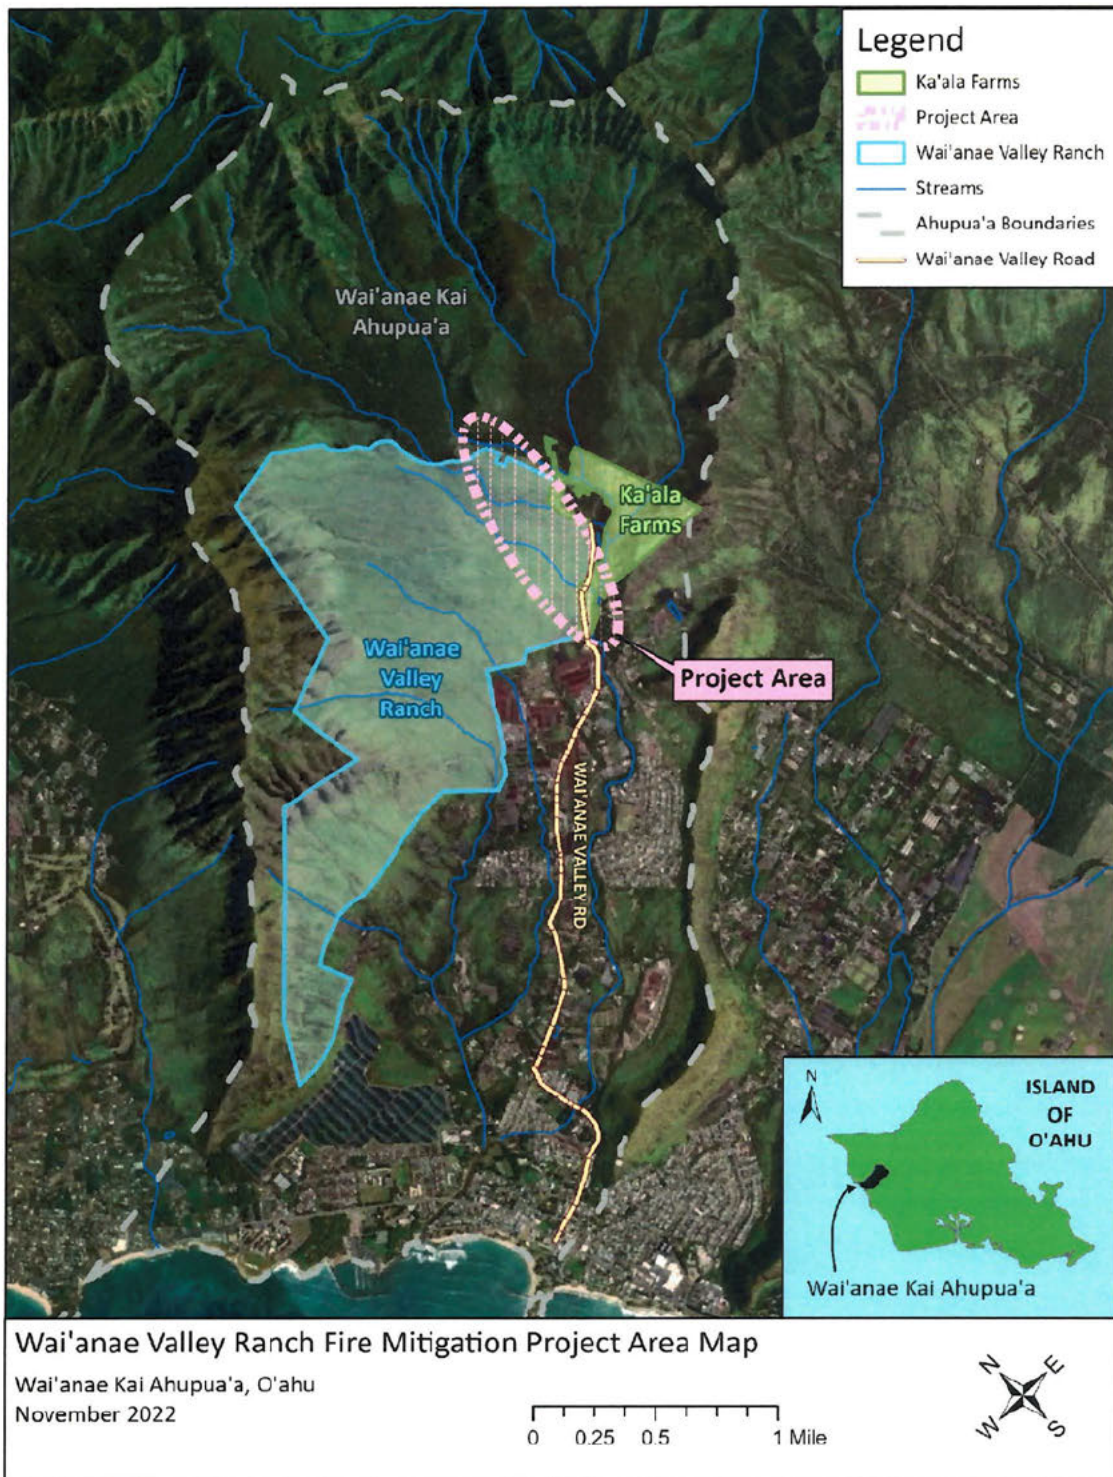 Legend
Ka'ala Farms
Project Area
Wai'anae Valley Ranch
Streams
Ahupua'a Boundaries
Wai'anae Valley Road
Wai'anae Kai
Ahupua'a
Ka'ala
Farms
Wai'anae
Valley
Ranch
Project Area
WAI'ANAE VALLEY RD
N
ISLAND
OF
O'AHU
Wai'anae Kai Ahupua'a
Wai'anae Valley Ranch Fire Mitigation Project Area Map
Wai'anae Kai Ahupua'a, O'ahu
November 2022
0 0.25 0.5 1 Mile
N E
W S